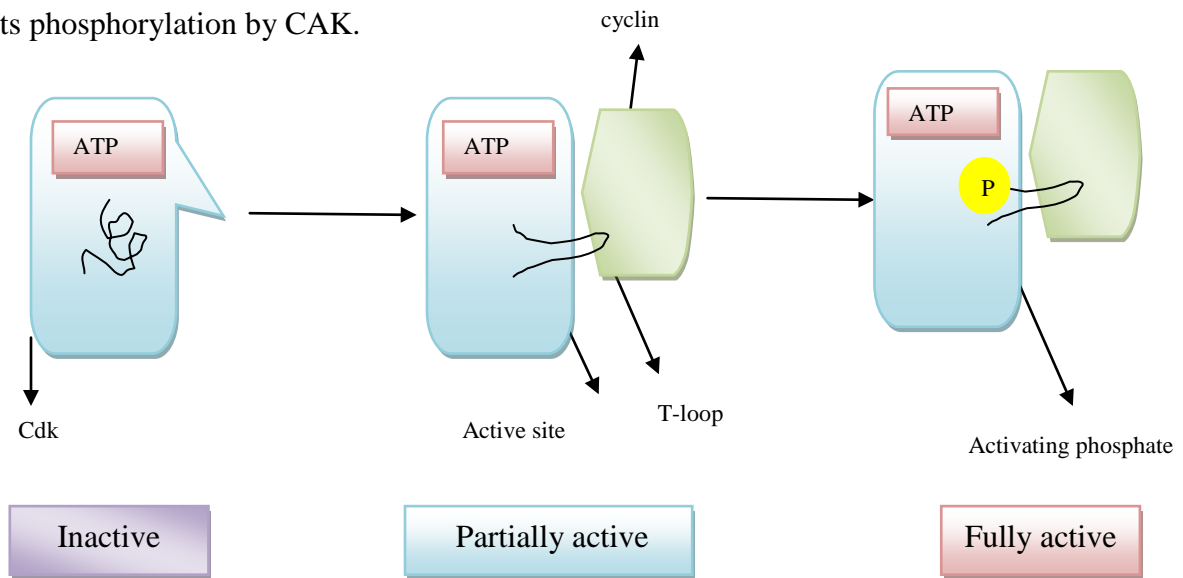 ts phosphorylation by CAK.
cyclin
ATP
ATP
ATP
P
Cdk
Active site
T-loop
Activating phosphate
Inactive
Partially active
Fully active